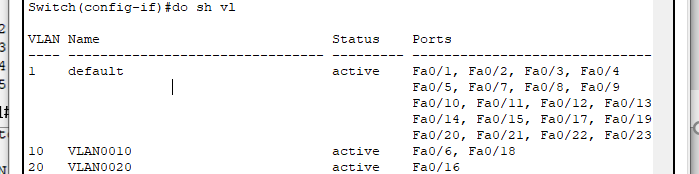 Switch(config-if)#do sh vl
VLAN Name Status Ports
---- -------------------------------- --------- -------------------------------
1 default active Fa0/1, Fa0/2, Fa0/3, Fa0/4
Fa0/5, Fa0/7, Fa0/8, Fa0/9
Fa0/10, Fa0/11, Fa0/12, Fa0/13
Fa0/14, Fa0/15, Fa0/17, Fa0/19
Fa0/20, Fa0/21, Fa0/22, Fa0/23
10 VLAN0010 active Fa0/6, Fa0/18
20 VLAN0020 active Fa0/16